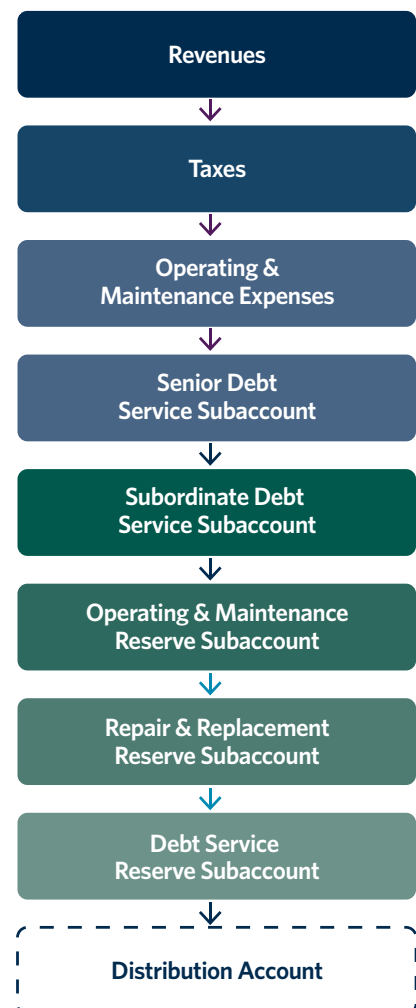 Revenues
Taxes
Operating &
Maintenance Expenses
Senior Debt
Service Subaccount
Subordinate Debt
Service Subaccount
Operating & Maintenance
Reserve Subaccount
Repair & Replacement
Reserve Subaccount
Debt Service
Reserve Subaccount
Distribution Account